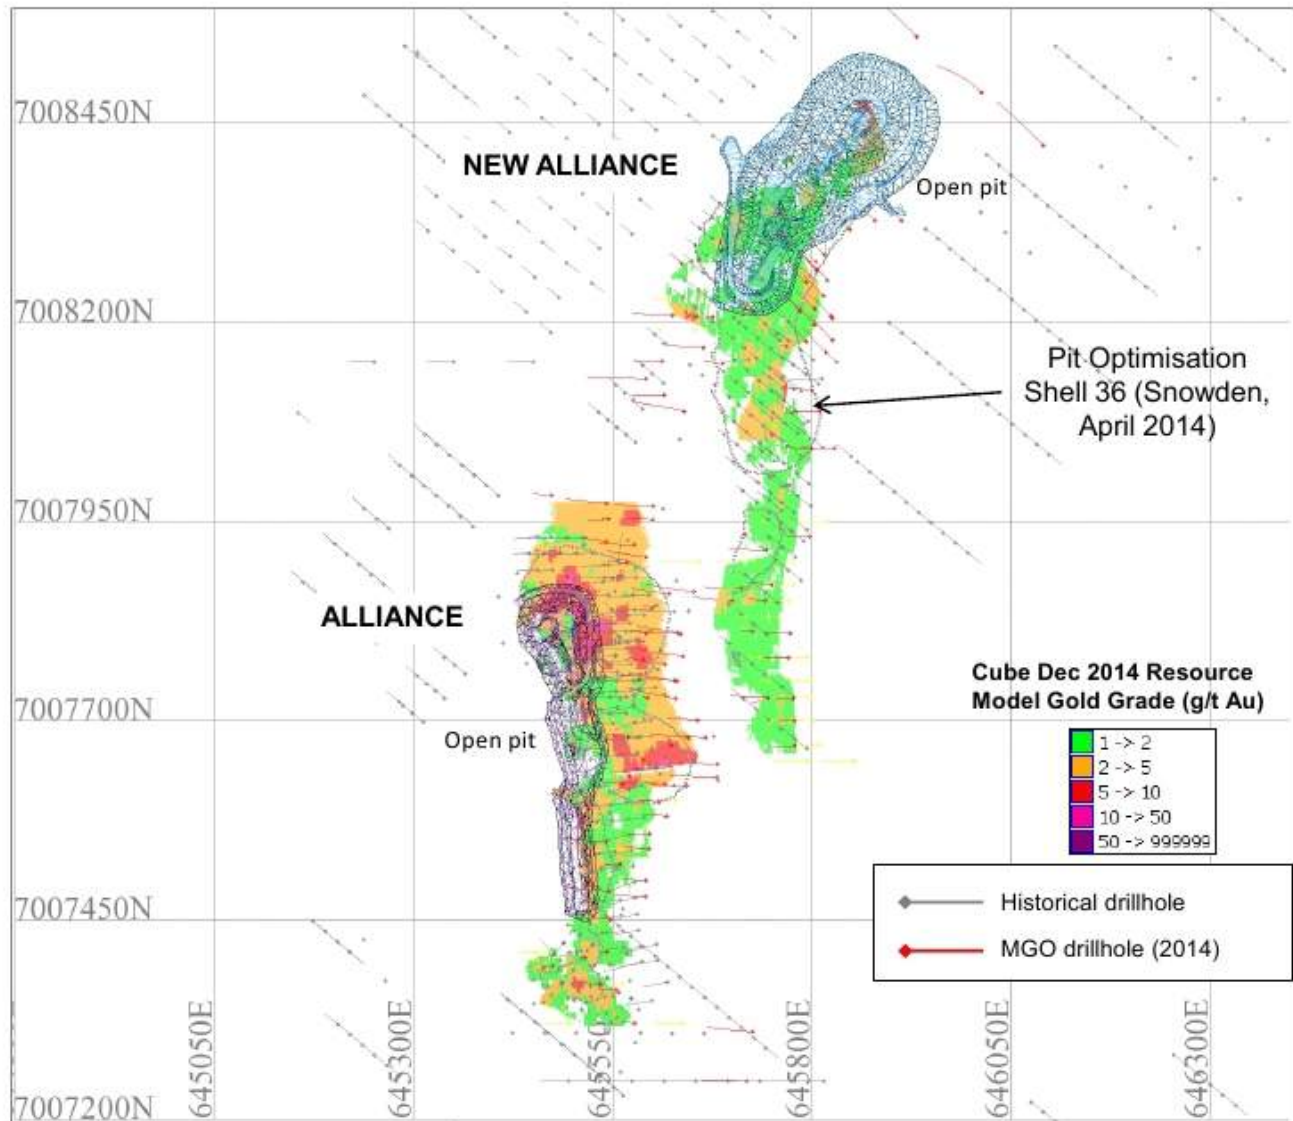 7008450N
NEW ALLIANCE
Open pit
7008200N
Pit Optimisation
Shell 36 (Snowden,
April 2014)
7007950N
ALLIANCE
Cube Dec 2014 Resource
Model Gold Grade (g/t Au)
7007700N
Open pit
1 -> 2
2 -> 5
5 -> 10
10 -> 50
50 -> 999999
7007450N
Historical drillhole
MGO drillhole (2014)
645050E
645300E
645550
645800E
646050E
646300E
7007200N